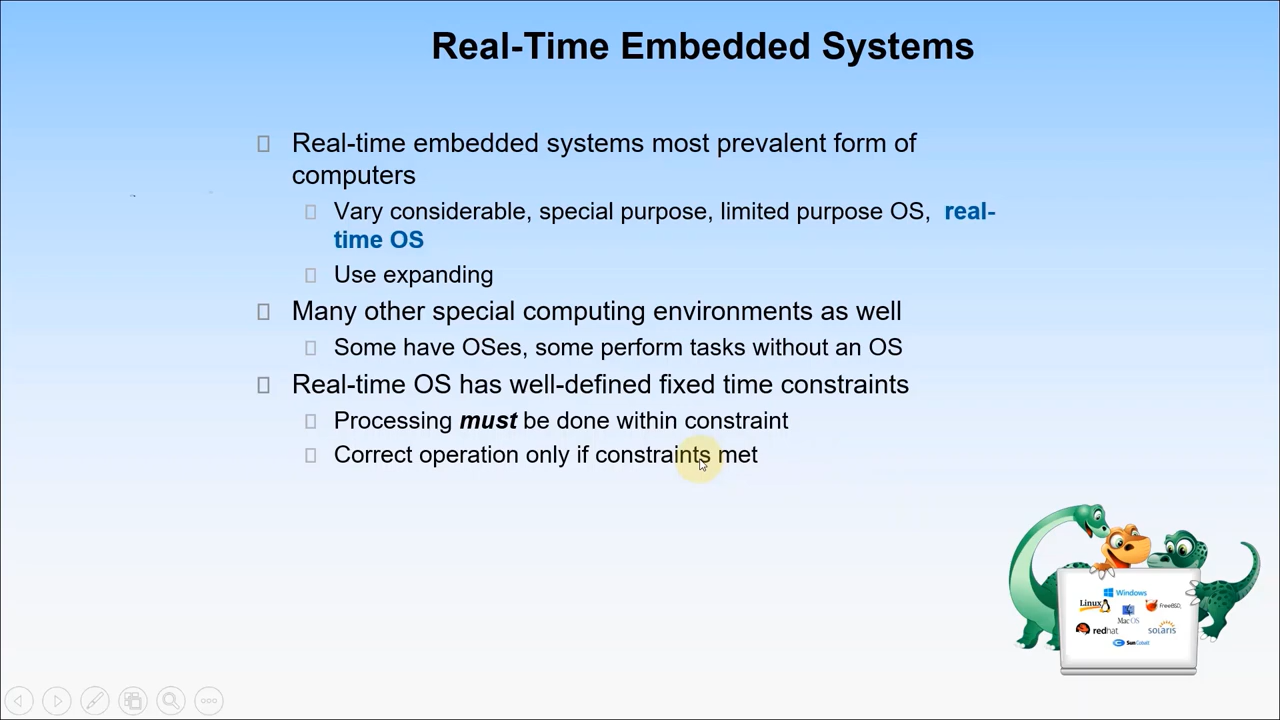 Real-Time Embedded Systems
Real-time embedded systems most prevalent form of
computers
Vary considerable, special purpose, limited purpose OS, real-
time OS
Use expanding
Many other special computing environments as well
Some have OSes, some perform tasks without an OS
Real-time OS has well-defined fixed time constraints
Processing must be done within constraint
Correct operation only if constraints met
Windows
Linux
FreeBSD
Mac OS
redhat
solaris
Sun Cobalt